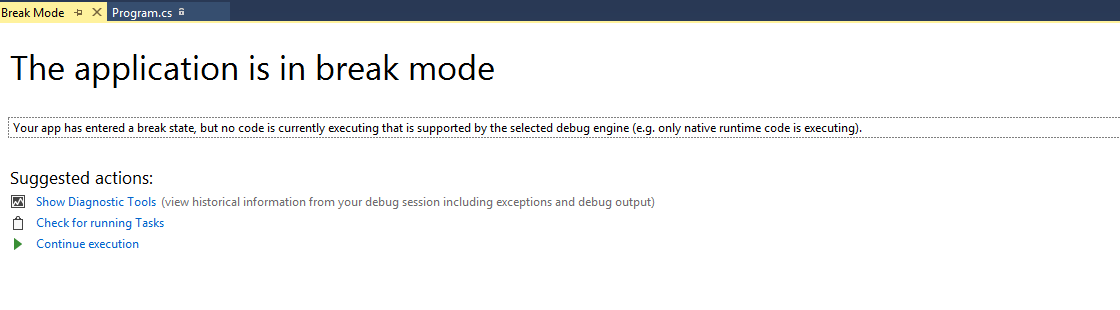 Break Mode Program.cs
The application is in break mode
Your app has entered a break state, but no code is currently executing that is supported by the selected debug engine (e.g. only native runtime code is executing).
Suggested actions:
Show Diagnostic Tools (view historical information from your debug session including exceptions and debug output)
Check for running Tasks
Continue execution